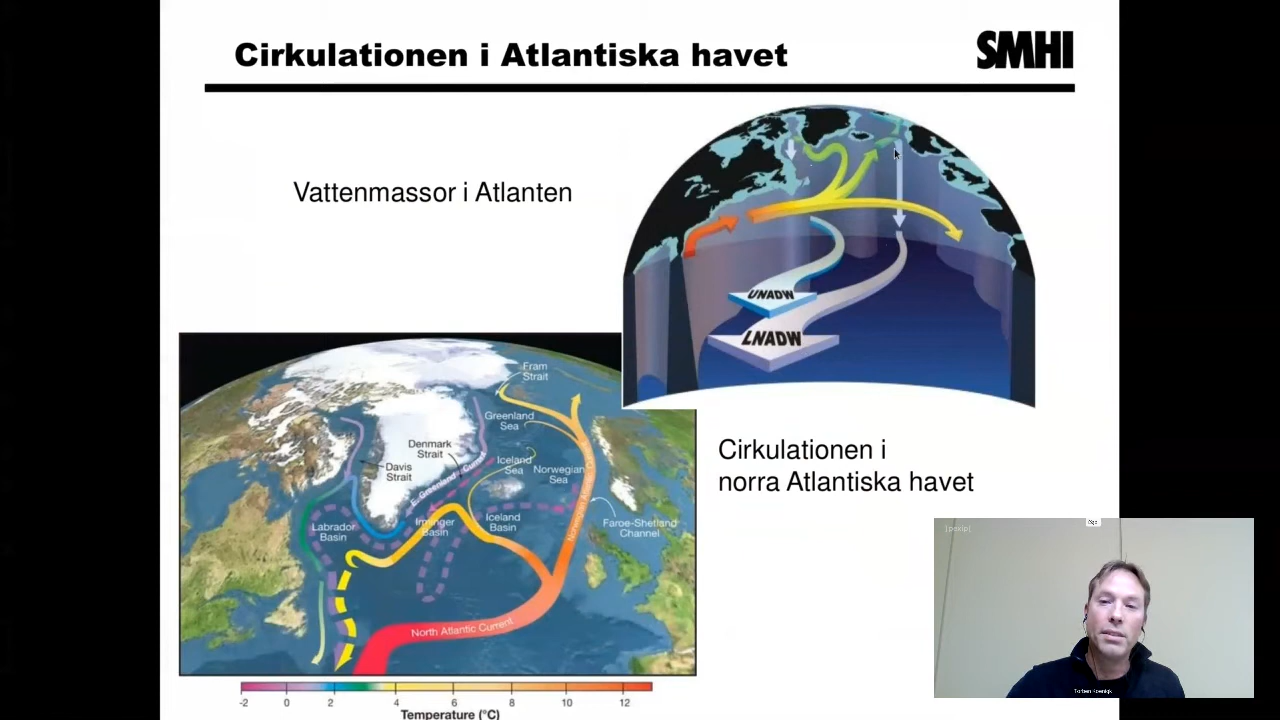 Cirkulationen i Atlantiska havet
SMHI
Vattenmassor i Atlanten
UNADW
LNADW
Fram
Strait
Greenland
Sea
Denmark
Strait
Iceland
Sea
Norwegian
Sea
Davis
Strait
E. Greenland Current
Labrador
Basin
Irminger
Basin
Iceland
Basin
Faroe-Shetland
Channel
North Atlantic Current
-2 0 2 4 6 8 10 12
Temperature (°C)
Cirkulationen i
norra Atlantiska havet